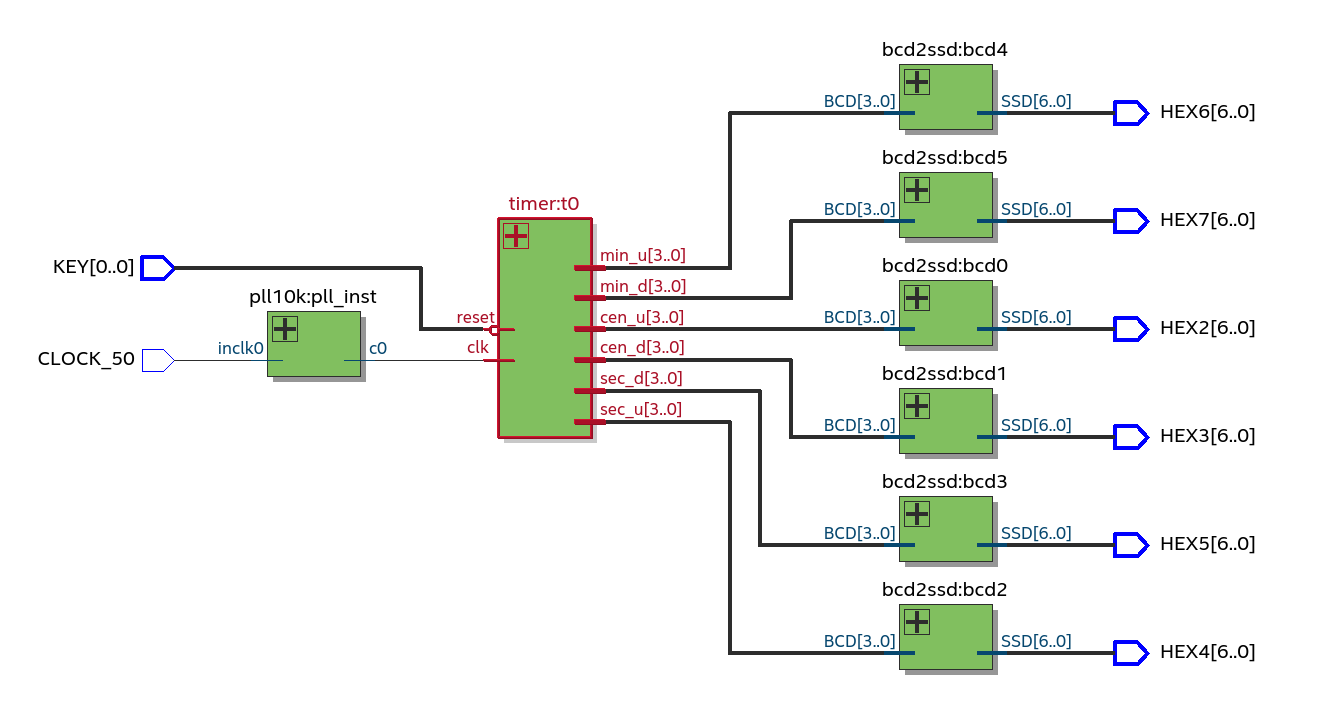 bcd2ssd:bcd4
BCD[3..0]
SSD[6..0]
HEX6[6..0]
bcd2ssd:bcd5
BCD[3..0]
SSD[6..0]
HEX7[6..0]
timer:t0
min_u[3..0]
min_d[3..0]
cen_u[3..0]
cen_d[3..0]
sec_d[3..0]
sec_u[3..0]
reset
clk
KEY[0..0]
pll10k:pll_inst
inclk0
c0
CLOCK_50
bcd2ssd:bcd0
BCD[3..0]
SSD[6..0]
HEX2[6..0]
bcd2ssd:bcd1
BCD[3..0]
SSD[6..0]
HEX3[6..0]
bcd2ssd:bcd3
BCD[3..0]
SSD[6..0]
HEX5[6..0]
bcd2ssd:bcd2
BCD[3..0]
SSD[6..0]
HEX4[6..0]